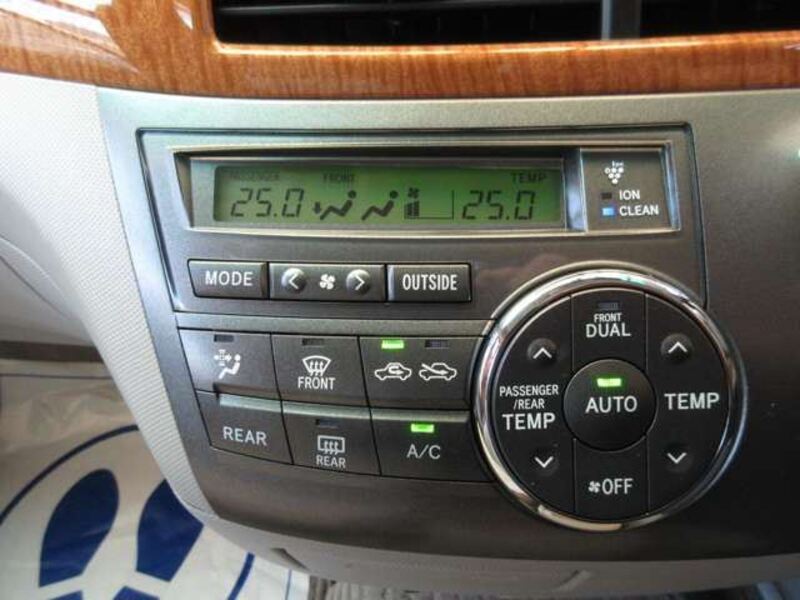 PASSENGER FRONT TEMP
25.0 25.0
ION
CLEAN
MODE
OUTSIDE
FRONT
DUAL
FRONT
PASSENGER
/REAR
TEMP
AUTO
TEMP
REAR
REAR
A/C
OFF